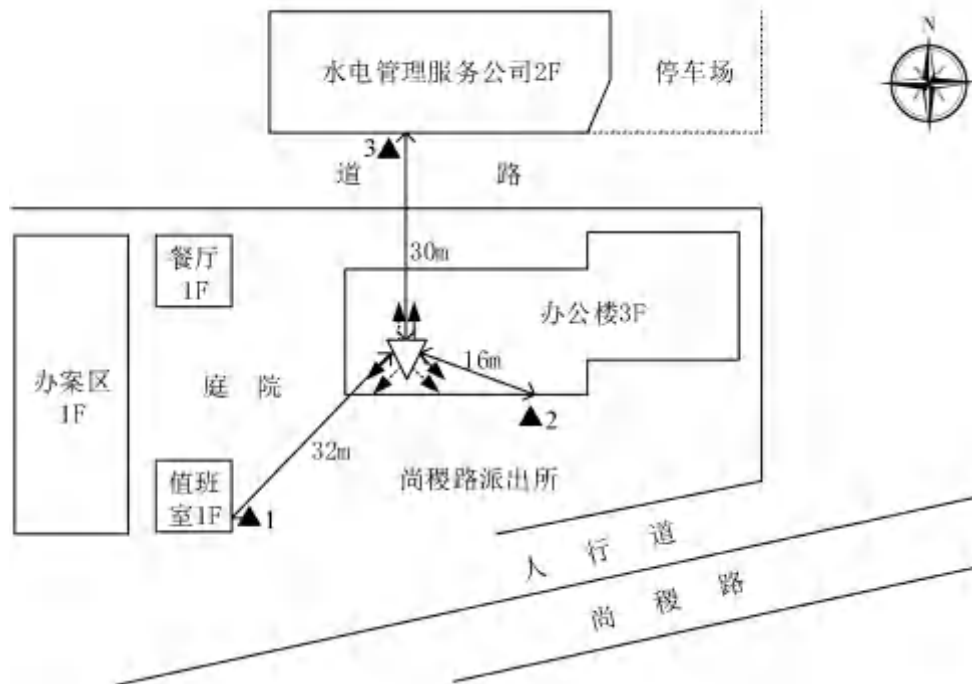 N
水电管理服务公司2F
停车场
3
道 路
30m
餐厅
1F
办公楼3F
16m
办案区
1F
庭 院
2
32m
尚稷路派出所
值班
室1F
1
人 行 道
尚 稷 路